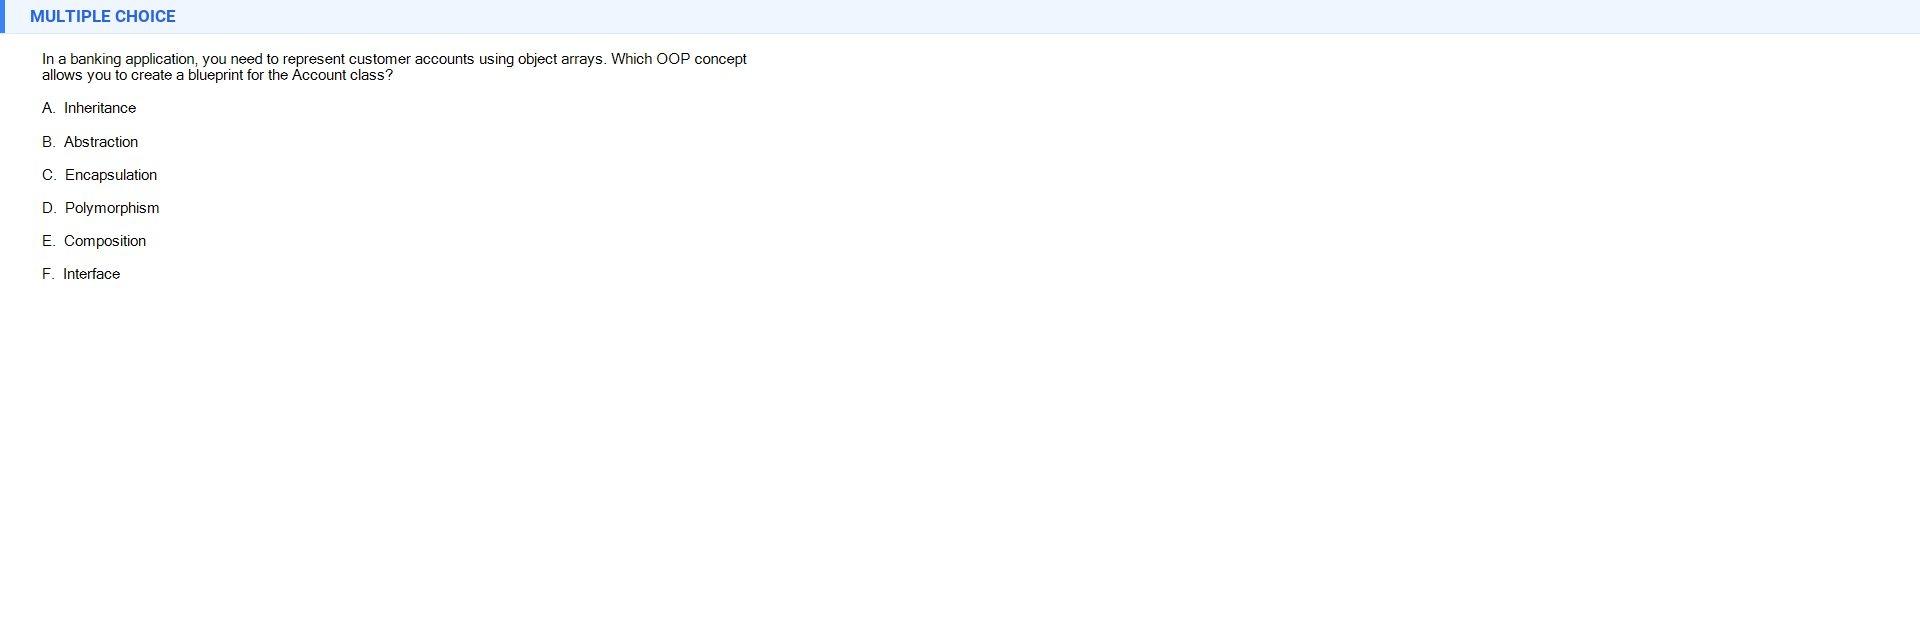 MULTIPLE CHOICE
In a banking application, you need to represent customer accounts using object arrays. Which OOP concept
allows you to create a blueprint for the Account class?
A. Inheritance
B. Abstraction
C. Encapsulation
D. Polymorphism
E. Composition
F. Interface